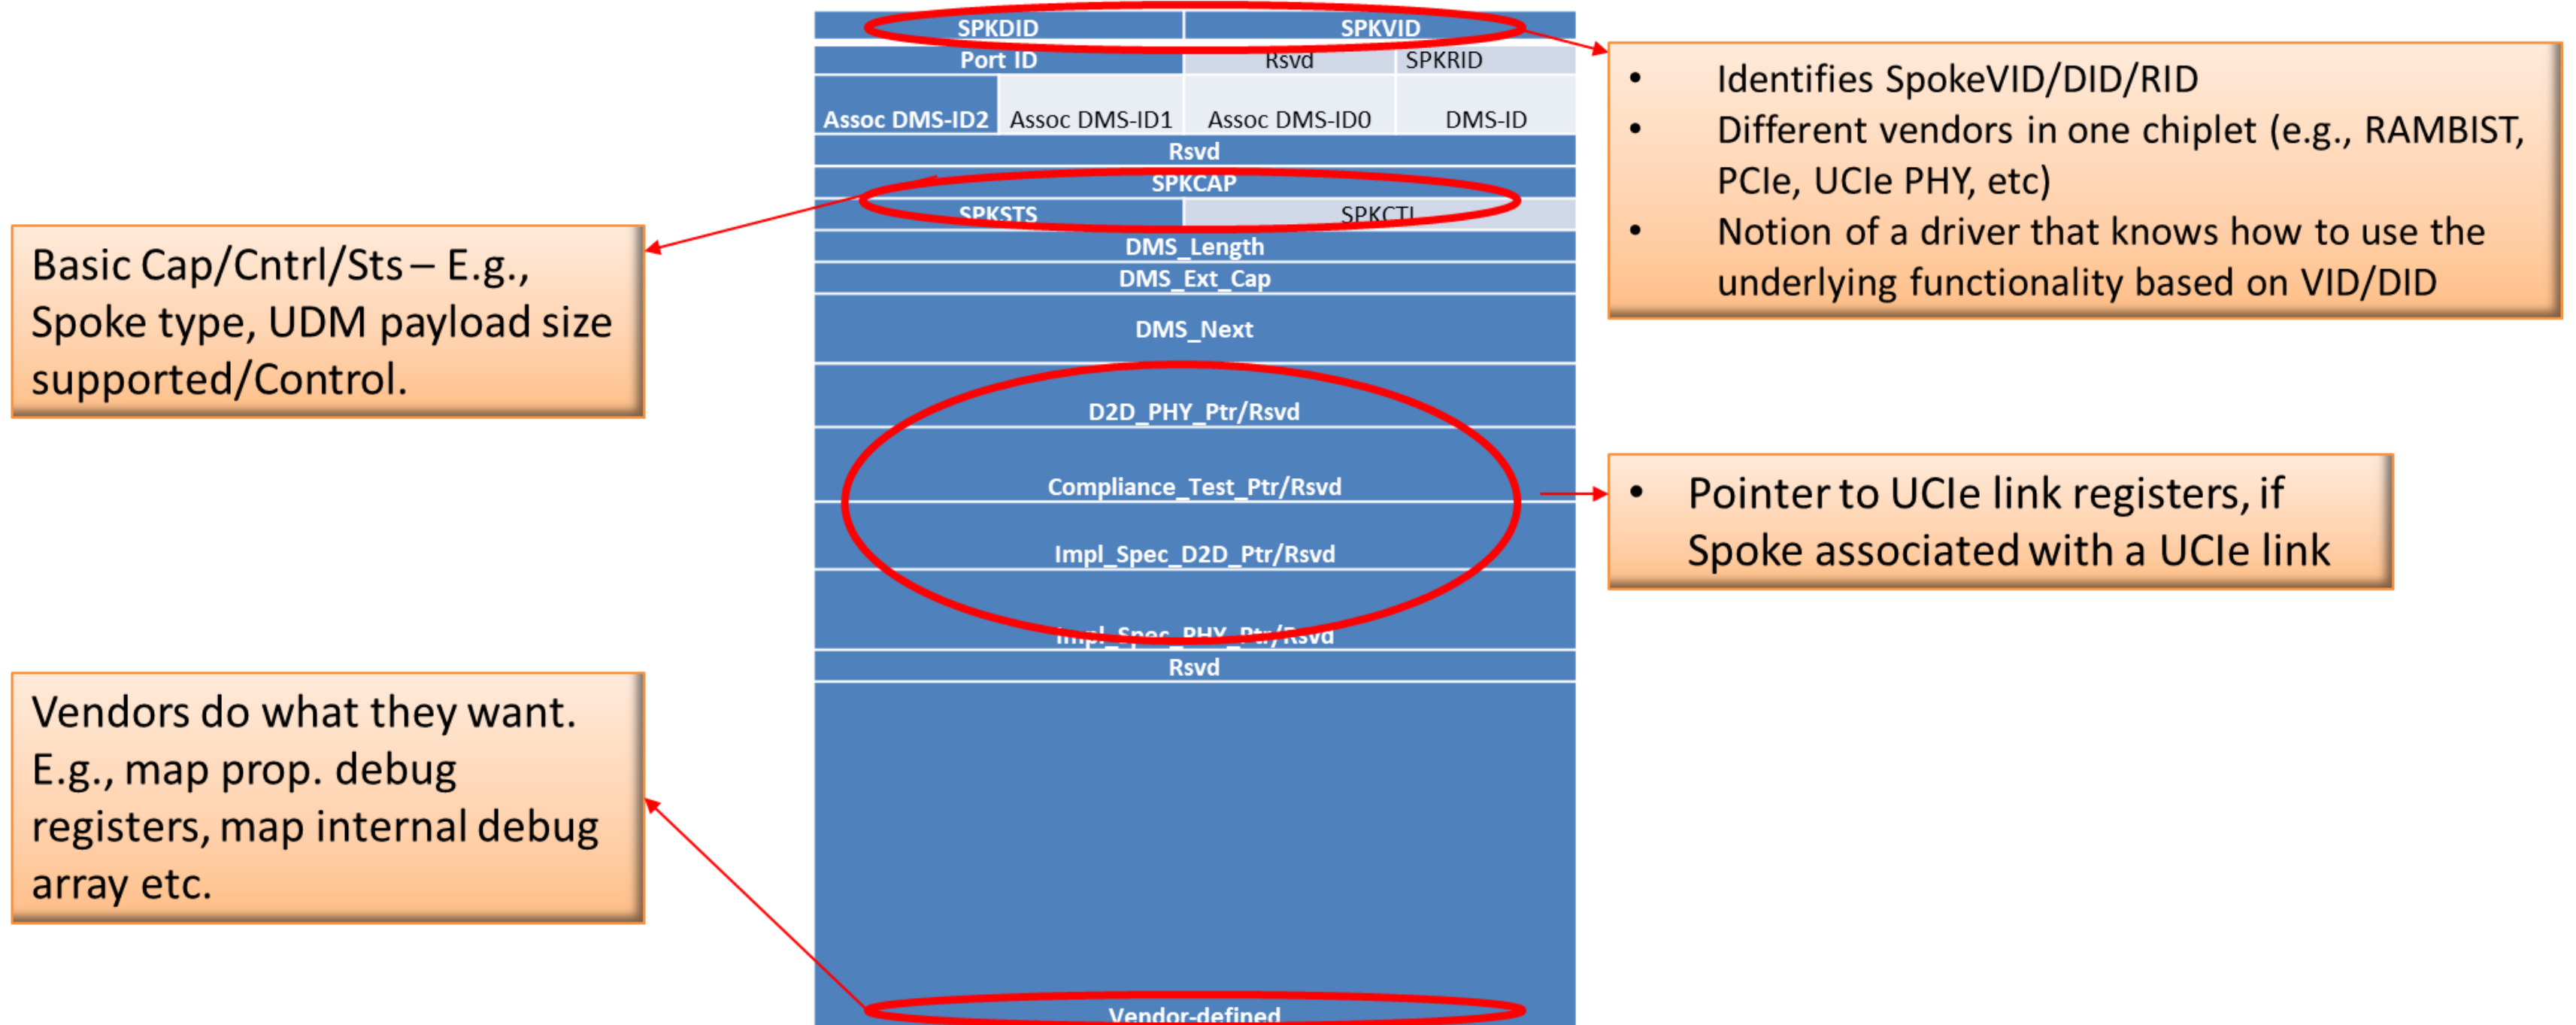 SPKDID SPKVID
Port ID Rsvd SPKRID
Assoc DMS-ID2 Assoc DMS-ID1 Assoc DMS-ID0 DMS-ID
Rsvd
SPKCAP
SPKSTS SPKCTL
DMS_Length
DMS_Ext_Cap
DMS_Next
D2D_PHY_Ptr/Rsvd
Compliance_Test_Ptr/Rsvd
Impl_Spec_D2D_Ptr/Rsvd
Impl_Spec_PHY_Ptr/Rsvd
Rsvd
Vendor-defined
Basic Cap/Cntrl/Sts – E.g.,
Spoke type, UDM payload size
supported/Control.
Vendors do what they want.
E.g., map prop. debug
registers, map internal debug
array etc.
• Identifies SpokeVID/DID/RID
• Different vendors in one chiplet (e.g., RAMBIST,
PCIe, UCIe PHY, etc)
• Notion of a driver that knows how to use the
underlying functionality based on VID/DID
• Pointer to UCIe link registers, if
Spoke associated with a UCIe link